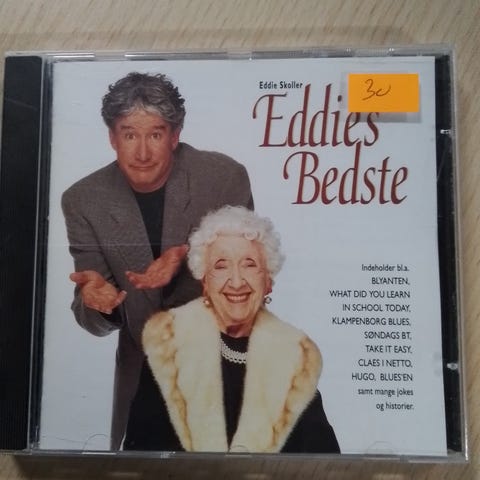 Eddie Skoller
30
Eddies
Bedste
Indeholder bl.a.
BLYANTEN,
WHAT DID YOU LEARN
IN SCHOOL TODAY,
KLAMPENBORG BLUES,
SØNDAGS BT,
TAKE IT EASY,
CLAES I NETTO,
HUGO, BLUES'EN
samt mange jokes
og historier.